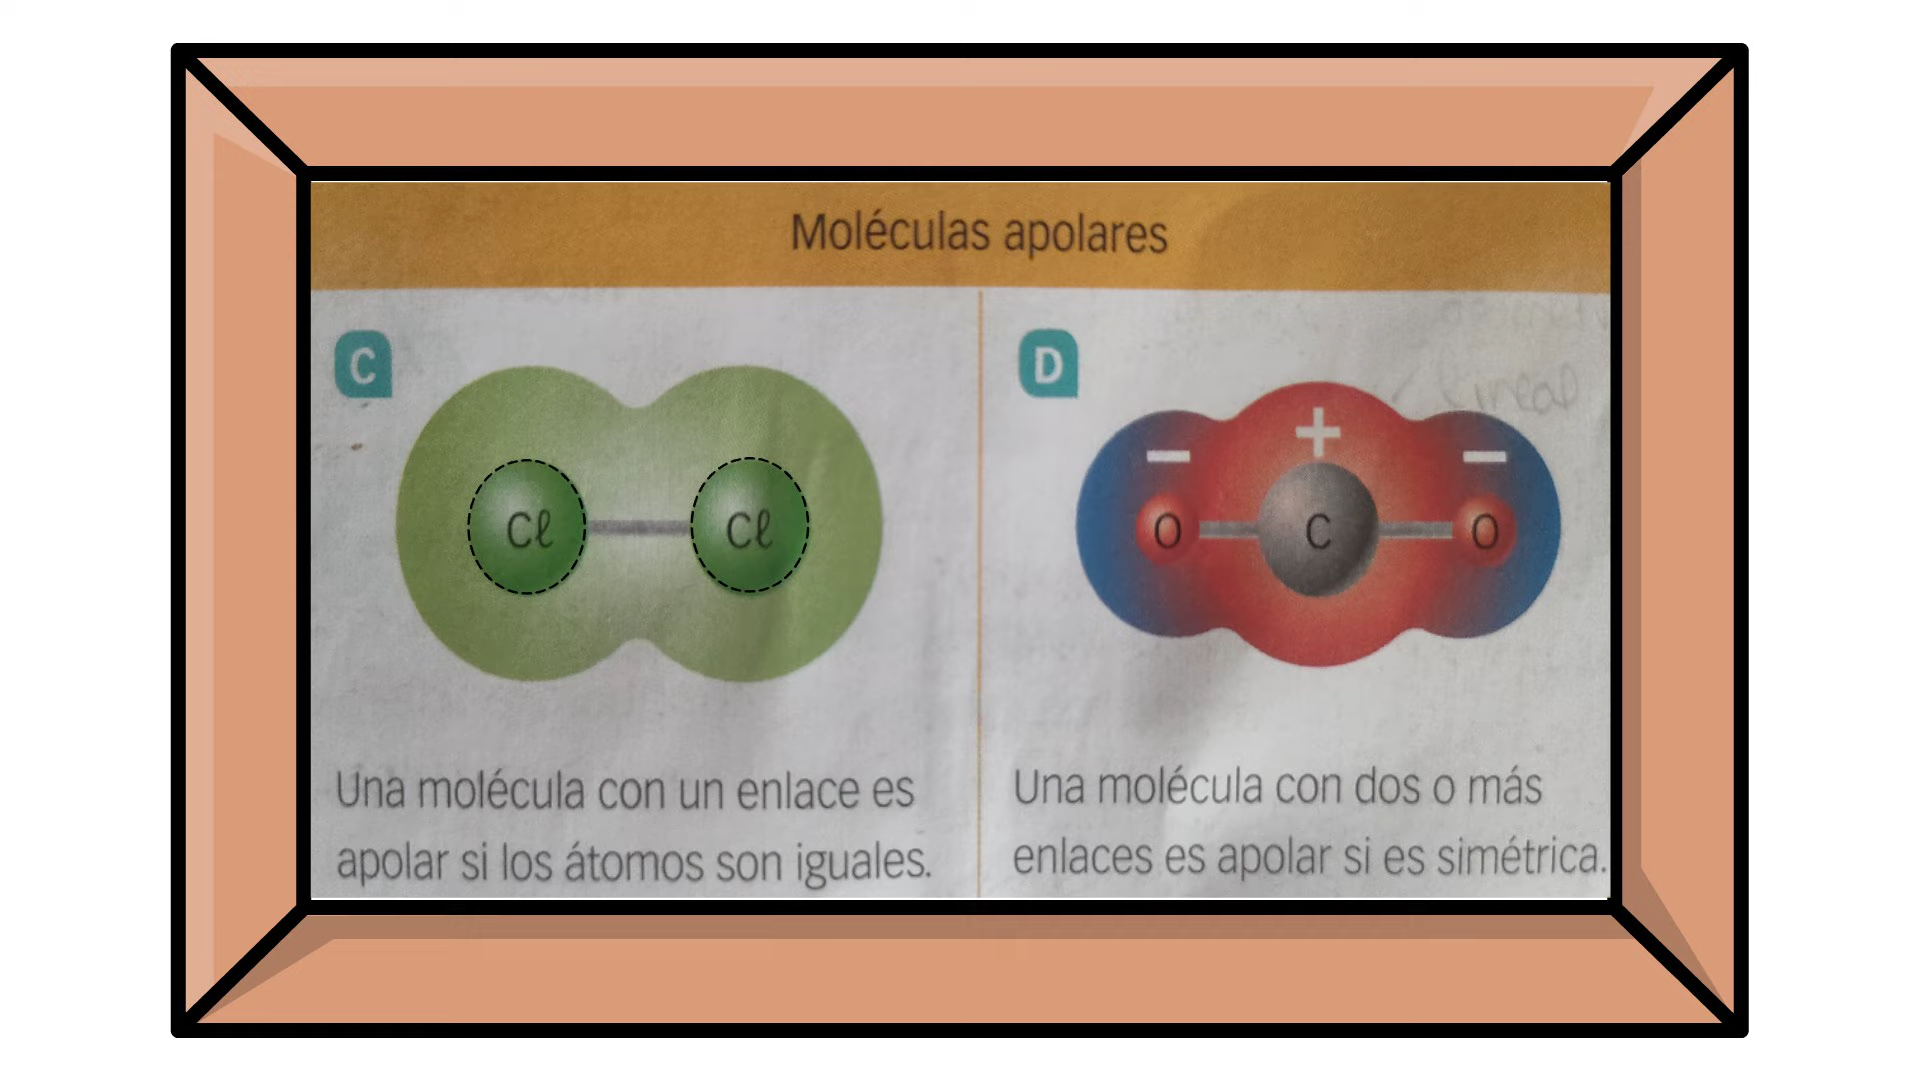 Moléculas apolares
C
Cℓ Cℓ
Una molécula con un enlace es
apolar si los átomos son iguales.
D
lineal
− + −
O C O
Una molécula con dos o más
enlaces es apolar si es simétrica.